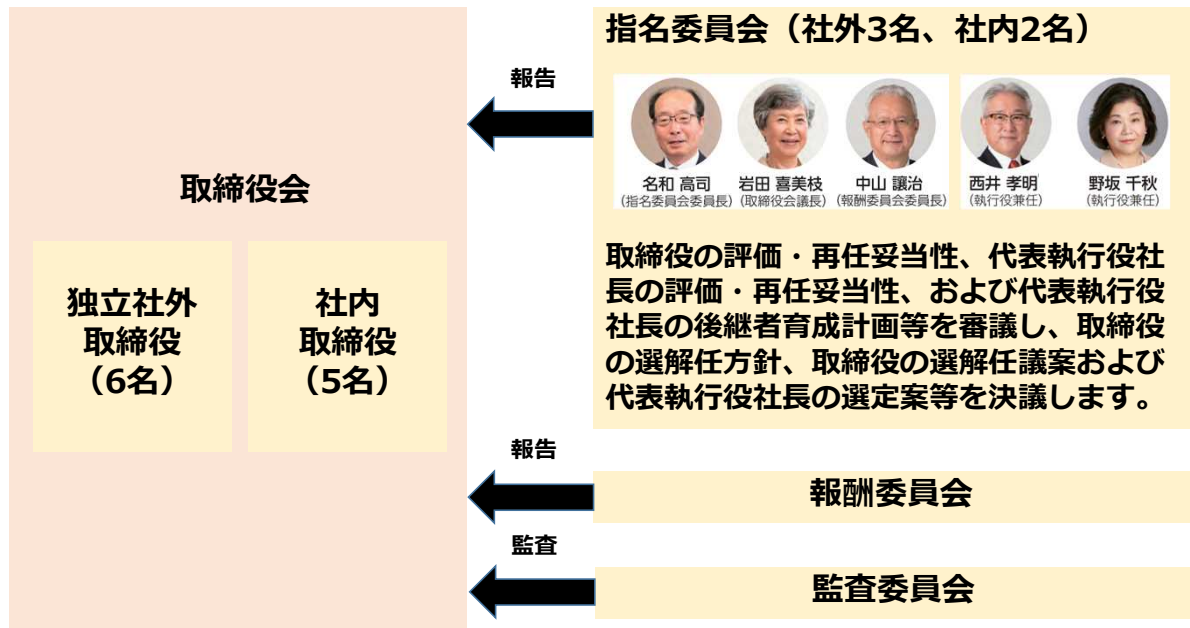 取締役会
独立社外
取締役
（6名）
社内
取締役
（5名）
報告
指名委員会（社外3名、社内2名）
名和 高司
（指名委員会委員長）
岩田 喜美枝
（取締役会議長）
中山 讓治
（報酬委員会委員長）
西井 孝明
（執行役兼任）
野坂 千秋
（執行役兼任）
取締役の評価・再任妥当性、代表執行役社
長の評価・再任妥当性、および代表執行役
社長の後継者育成計画等を審議し、取締役
の選解任方針、取締役の選解任議案および
代表執行役社長の選定案等を決議します。
報告
報酬委員会
監査
監査委員会